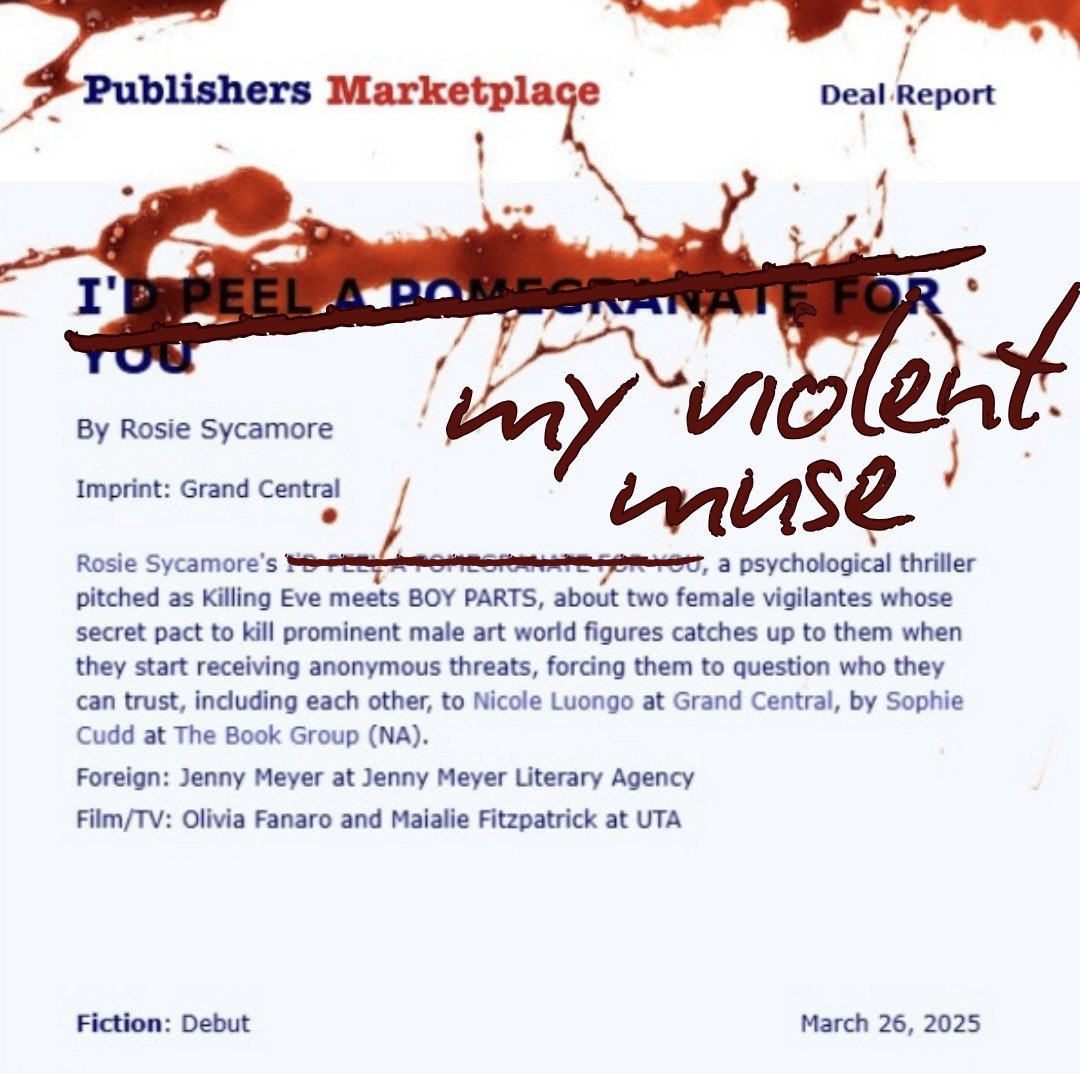 Publishers Marketplace
Deal Report
I'D PEEL A POMEGRANATE FOR
YOU
my violent
muse
By Rosie Sycamore
Imprint: Grand Central
Rosie Sycamore's I'D PEEL A POMEGRANATE FOR YOU, a psychological thriller
pitched as Killing Eve meets BOY PARTS, about two female vigilantes whose
secret pact to kill prominent male art world figures catches up to them when
they start receiving anonymous threats, forcing them to question who they
can trust, including each other, to Nicole Luongo at Grand Central, by Sophie
Cudd at The Book Group (NA).
Foreign: Jenny Meyer at Jenny Meyer Literary Agency
Film/TV: Olivia Fanaro and Maialie Fitzpatrick at UTA
Fiction: Debut
March 26, 2025